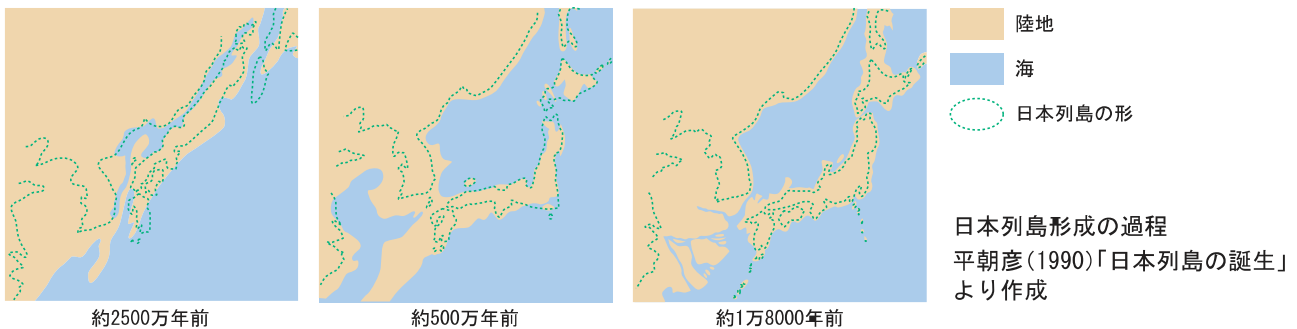 陸地
海
日本列島の形
日本列島形成の過程
平朝彦(1990)「日本列島の誕生」
より作成
約2500万年前
約500万年前
約1万8000年前